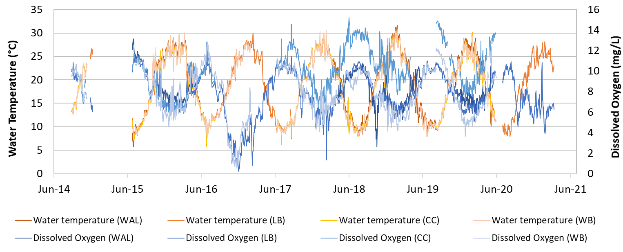 35 16
30 14
25 12
20 10
15 8
10 6
5 4
0 2
0
Water Temperature (°C)
Dissolved Oxygen (mg/L)
Jun-14 Jun-15 Jun-16 Jun-17 Jun-18 Jun-19 Jun-20 Jun-21
Water temperature (WAL) Water temperature (LB) Water temperature (CC) Water temperature (WB)
Dissolved Oxygen (WAL) Dissolved Oxygen (LB) Dissolved Oxygen (CC) Dissolved Oxygen (WB)